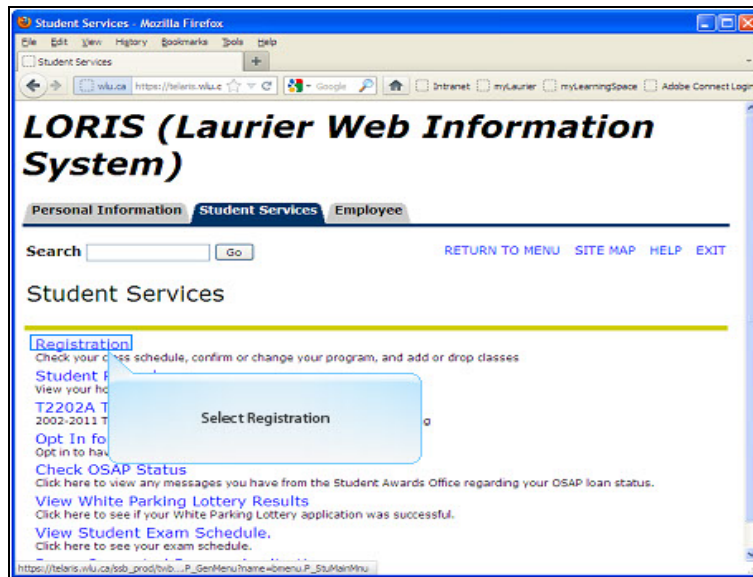 Student Services - Mozilla Firefox
File Edit View History Bookmarks Tools Help
Student Services +
wlu.ca https://telaris.wlu.c Google Intranet myLaurier myLearningSpace Adobe Connect Login
LORIS (Laurier Web Information
System)
Personal Information Student Services Employee
Search Go RETURN TO MENU SITE MAP HELP EXIT
Student Services
Registration
Check your class schedule, confirm or change your program, and add or drop classes
Student
View your
T2202A
2002-2011
Select Registration
Opt In
Opt in to
Check OSAP Status
Click here to view any messages you have from the Student Awards Office regarding your OSAP loan status.
View White Parking Lottery Results
Click here to see if your White Parking Lottery application was successful.
View Student Exam Schedule.
Click here to see your exam schedule.
https://telaris.wlu.ca/ssb_prod/twb...P_GenMenu?name=bmenu.P_StuMainMnu